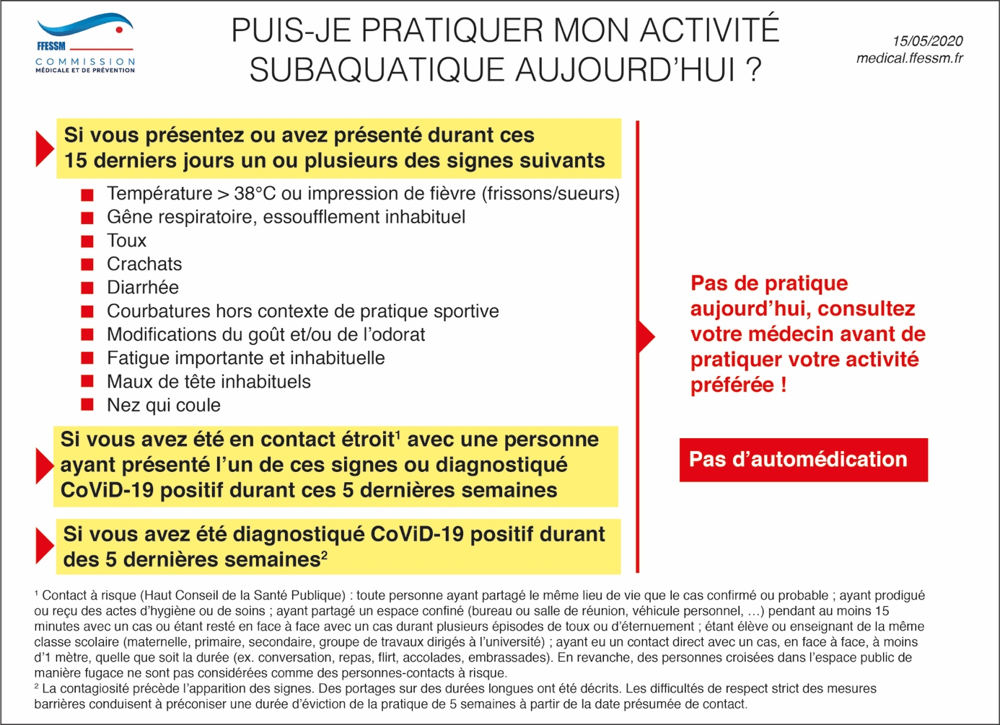 FFESSM
COMMISSION
MÉDICALE ET DE PRÉVENTION
PUIS-JE PRATIQUER MON ACTIVITÉ
SUBAQUATIQUE AUJOURD'HUI ?
15/05/2020
medical.ffessm.fr
Si vous présentez ou avez présenté durant ces
15 derniers jours un ou plusieurs des signes suivants
Température > 38°C ou impression de fièvre (frissons/sueurs)
Gêne respiratoire, essoufflement inhabituel
Toux
Crachats
Diarrhée
Courbatures hors contexte de pratique sportive
Modifications du goût et/ou de l'odorat
Fatigue importante et inhabituelle
Maux de tête inhabituels
Nez qui coule
Si vous avez été en contact étroit¹ avec une personne
ayant présenté l'un de ces signes ou diagnostiqué
CoViD-19 positif durant ces 5 dernières semaines
Si vous avez été diagnostiqué CoViD-19 positif durant
des 5 dernières semaines²
Pas de pratique
aujourd'hui, consultez
votre médecin avant de
pratiquer votre activité
préférée !
Pas d'automédication
¹ Contact à risque (Haut Conseil de la Santé Publique) : toute personne ayant partagé le même lieu de vie que le cas confirmé ou probable ; ayant prodigué
ou reçu des actes d'hygiène ou de soins ; ayant partagé un espace confiné (bureau ou salle de réunion, véhicule personnel, …) pendant au moins 15
minutes avec un cas ou étant resté en face à face avec un cas durant plusieurs épisodes de toux ou d'éternuement ; étant élève ou enseignant de la même
classe scolaire (maternelle, primaire, secondaire, groupe de travaux dirigés à l'université) ; ayant eu un contact direct avec un cas, en face à face, à moins
d'1 mètre, quelle que soit la durée (ex. conversation, repas, flirt, accolades, embrassades). En revanche, des personnes croisées dans l'espace public de
manière fugace ne sont pas considérées comme des personnes-contacts à risque.
² La contagiosité précède l'apparition des signes. Des portages sur des durées longues ont été décrits. Les difficultés de respect strict des mesures
barrières conduisent à préconiser une durée d'éviction de la pratique de 5 semaines à partir de la date présumée de contact.